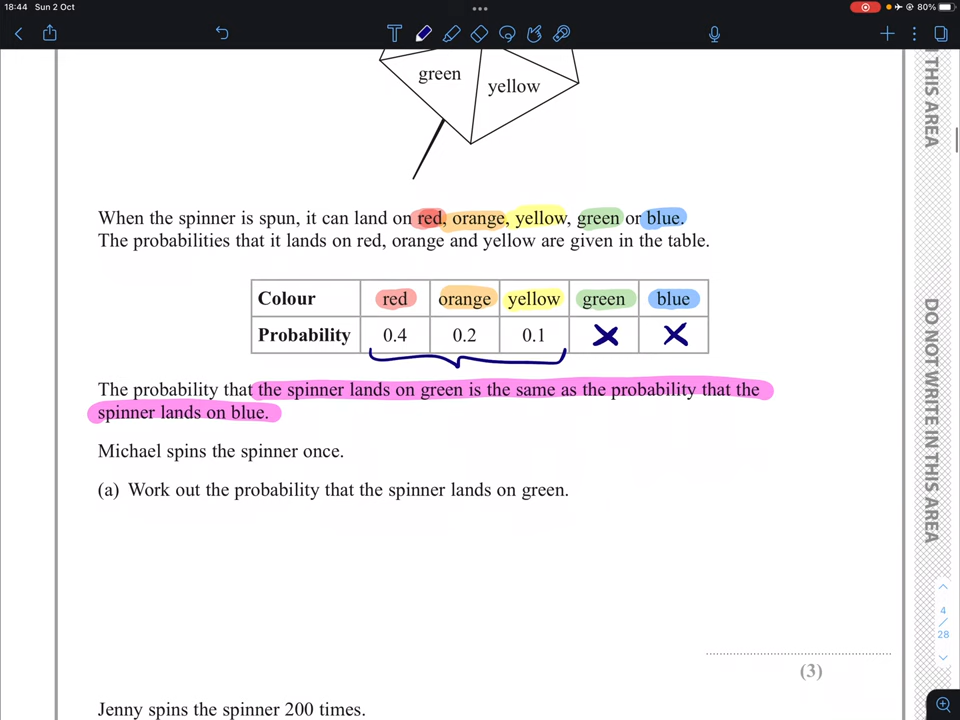 18:44 Sun 2 Oct
80%
T
green
yellow
When the spinner is spun, it can land on red, orange, yellow, green or blue.
The probabilities that it lands on red, orange and yellow are given in the table.
Colour red orange yellow green blue
Probability 0.4 0.2 0.1 x x
The probability that the spinner lands on green is the same as the probability that the
spinner lands on blue.
Michael spins the spinner once.
(a) Work out the probability that the spinner lands on green.
(3)
Jenny spins the spinner 200 times.
THIS AREA
DO NOT WRITE IN THIS AREA
4
/
28